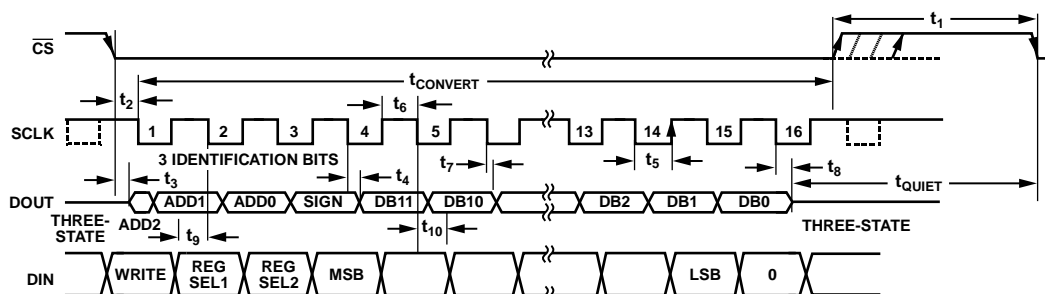 t1
CS
tCONVERT
t2
t6
SCLK
1 2 3 4 5 13 14 15 16
3 IDENTIFICATION BITS
t3
t4
t7
t5
t8
tQUIET
DOUT
ADD1 ADD0 SIGN DB11 DB10 DB2 DB1 DB0
THREE-STATE
ADD2
THREE-STATE
t9
t10
DIN
WRITE
REG SEL1
REG SEL2
MSB
LSB
0